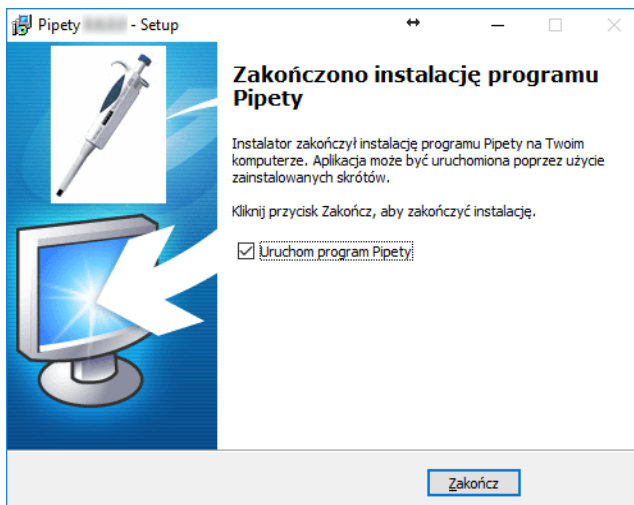 Pipety - Setup
Zakończono instalację programu
Pipety
Instalator zakończył instalację programu Pipety na Twoim
komputerze. Aplikacja może być uruchomiona poprzez użycie
zainstalowanych skrótów.
Kliknij przycisk Zakończ, aby zakończyć instalację.
Uruchom program Pipety
Zakończ